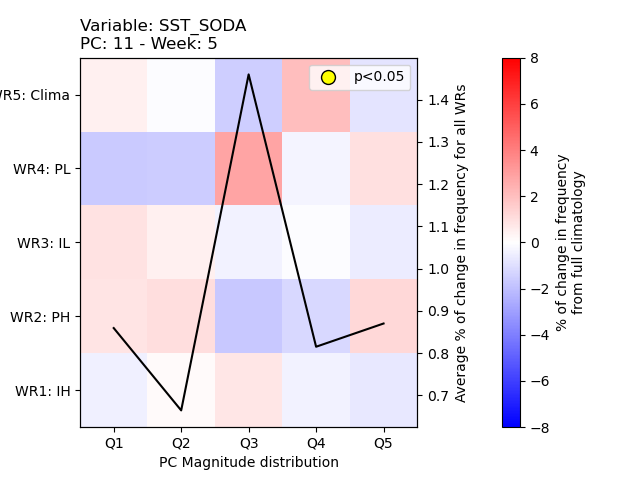 Variable: SST_SODA
PC: 11 - Week: 5
p<0.05
WR5: Clima
WR4: PL
WR3: IL
WR2: PH
WR1: IH
Q1 Q2 Q3 Q4 Q5
PC Magnitude distribution
1.4
1.3
1.2
1.1
1.0
0.9
0.8
0.7
Average % of change in frequency for all WRs
8
6
4
2
0
−2
−4
−6
−8
% of change in frequency
from full climatology